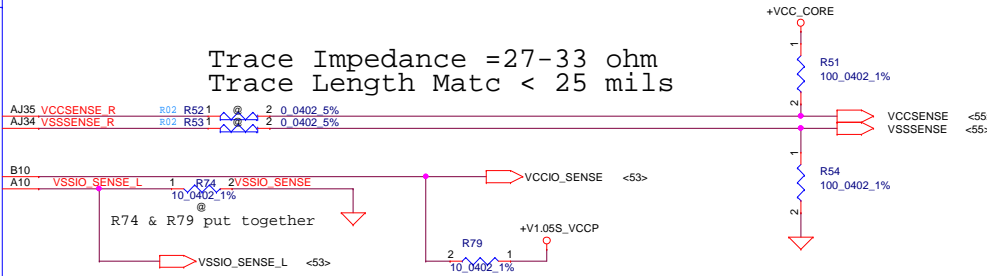 +VCC_CORE
Trace Impedance =27-33 ohm
Trace Length Matc < 25 mils
1
R51
100_0402_1%
2
AJ35 VCCSENSE_R R02 R52 1 @ 2 0_0402_5%
AJ34 VSSSENSE_R R02 R53 1 @ 2 0_0402_5%
VCCSENSE <55>
VSSSENSE <55>
1
R54
100_0402_1%
2
B10
A10 VSSIO_SENSE_L 1 R74 2 VSSIO_SENSE
10_0402_1%
@
VCCIO_SENSE <53>
R74 & R79 put together
+V1.05S_VCCP
R79
2 1
10_0402_1%
VSSIO_SENSE_L <53>